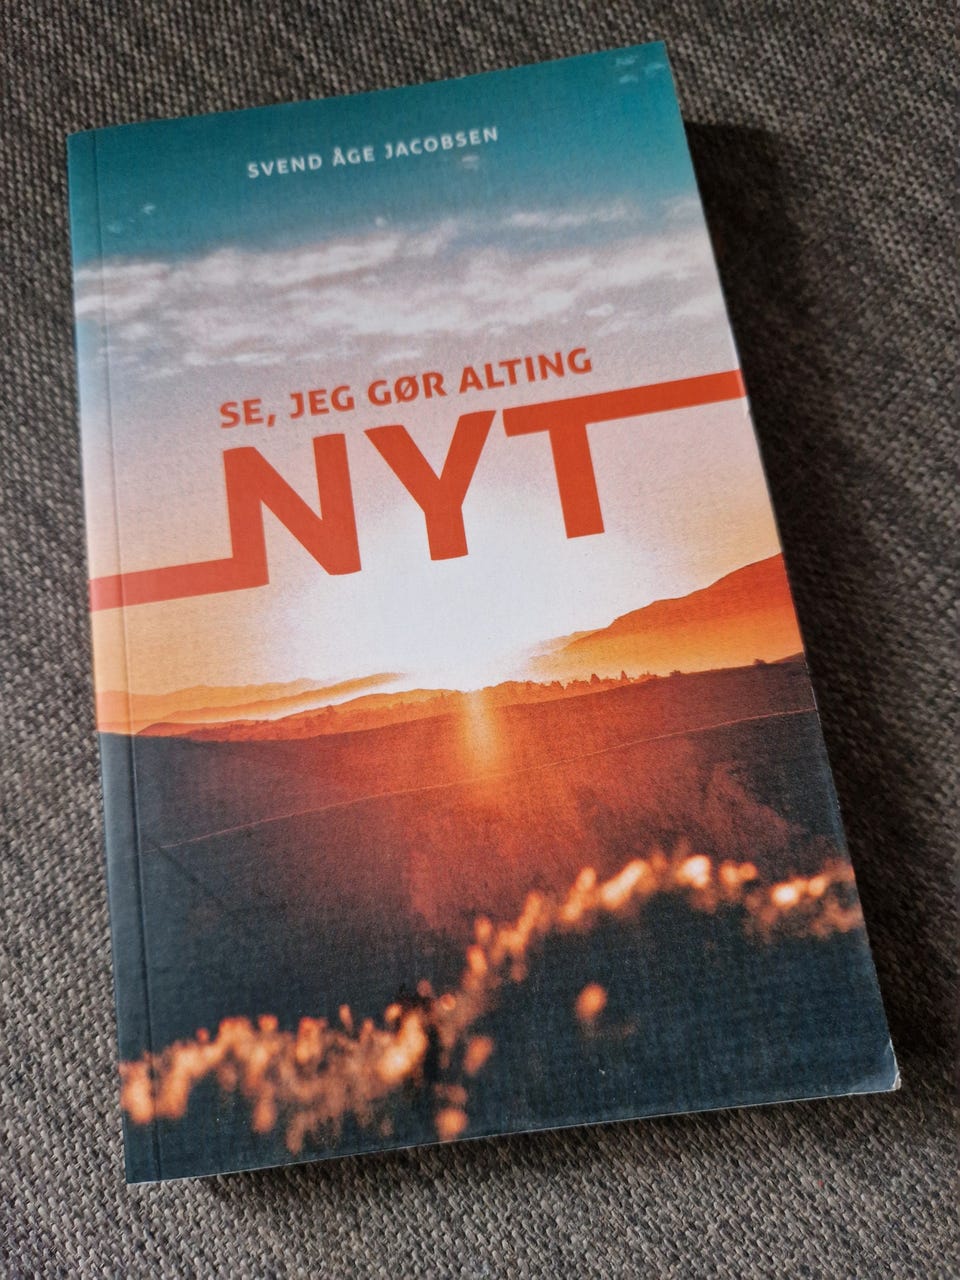 SVEND ÅGE JACOBSEN
SE, JEG GØR ALTING
NYT